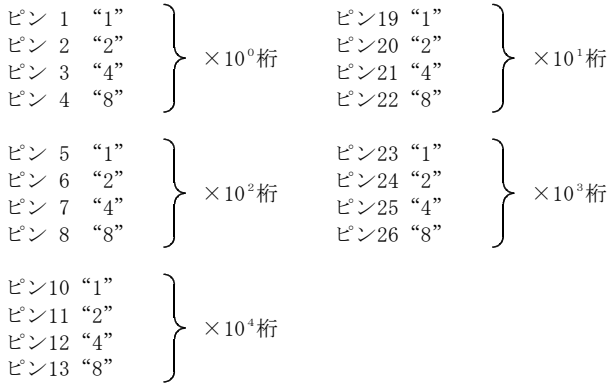 ピン 1 “1”
ピン 2 “2”
ピン 3 “4”
ピン 4 “8”
×10⁰桁
ピン19 “1”
ピン20 “2”
ピン21 “4”
ピン22 “8”
×10¹桁
ピン 5 “1”
ピン 6 “2”
ピン 7 “4”
ピン 8 “8”
×10²桁
ピン23 “1”
ピン24 “2”
ピン25 “4”
ピン26 “8”
×10³桁
ピン10 “1”
ピン11 “2”
ピン12 “4”
ピン13 “8”
×10⁴桁